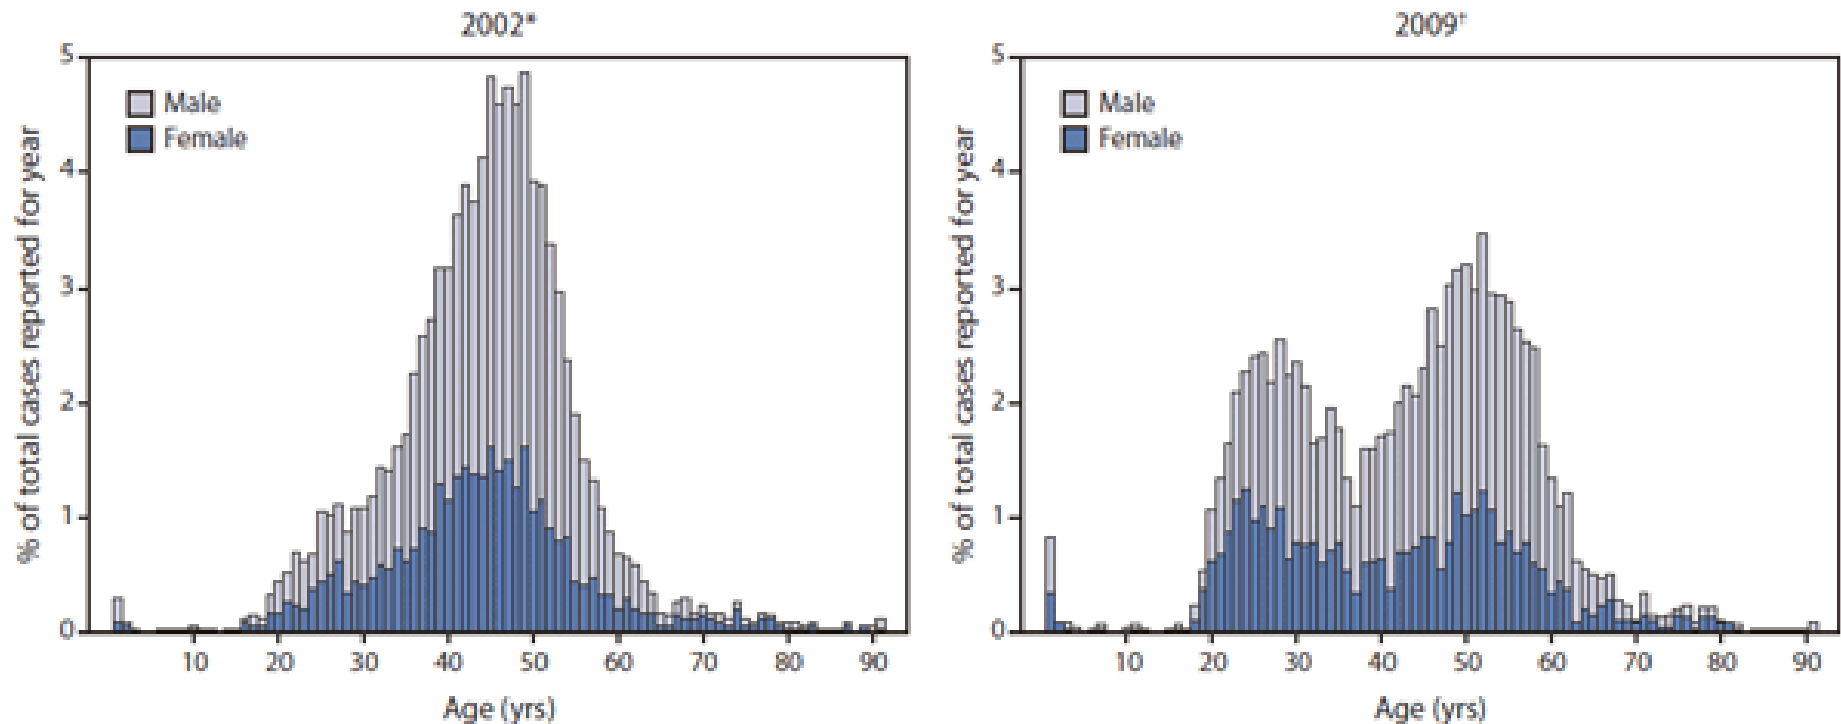 2002*
5
4
3
2
1
0
% of total cases reported for year
Male
Female
10 20 30 40 50 60 70 80 90
Age (yrs)
2009†
5
4
3
2
1
0
% of total cases reported for year
Male
Female
10 20 30 40 50 60 70 80 90
Age (yrs)